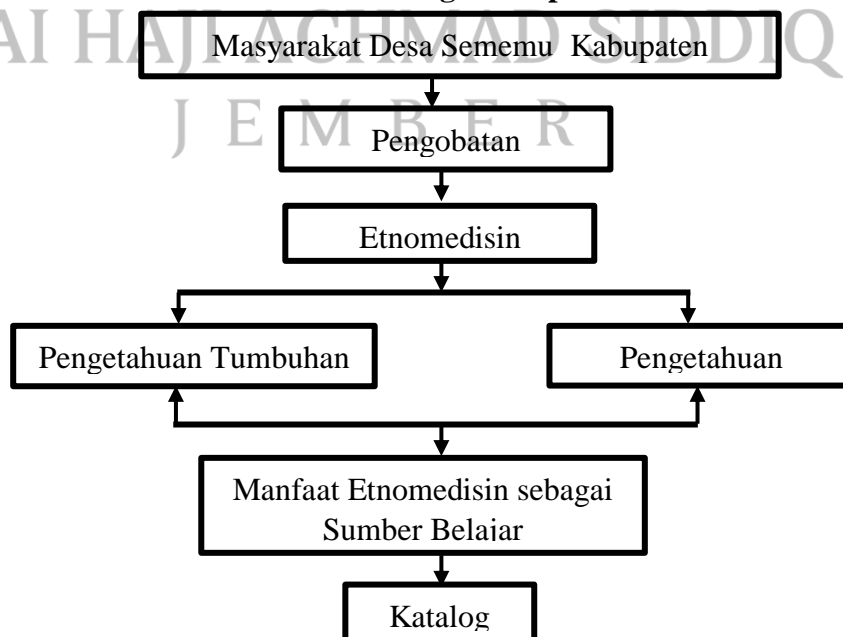 AI HAJI ACHMAD SIDDIQ
JEMBER
Masyarakat Desa Sememu Kabupaten
Pengobatan
Etnomedisin
Pengetahuan Tumbuhan
Pengetahuan
Manfaat Etnomedisin sebagai
Sumber Belajar
Katalog